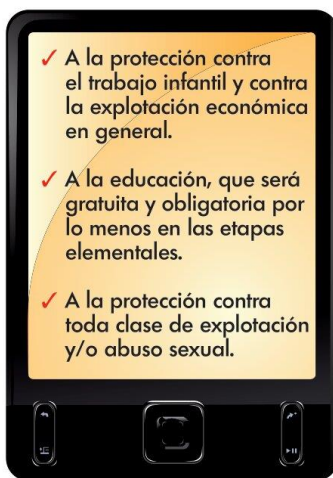 ✓ A la protección contra
el trabajo infantil y contra
la explotación económica
en general.
✓ A la educación, que será
gratuita y obligatoria por
lo menos en las etapas
elementales.
✓ A la protección contra
toda clase de explotación
y/o abuso sexual.